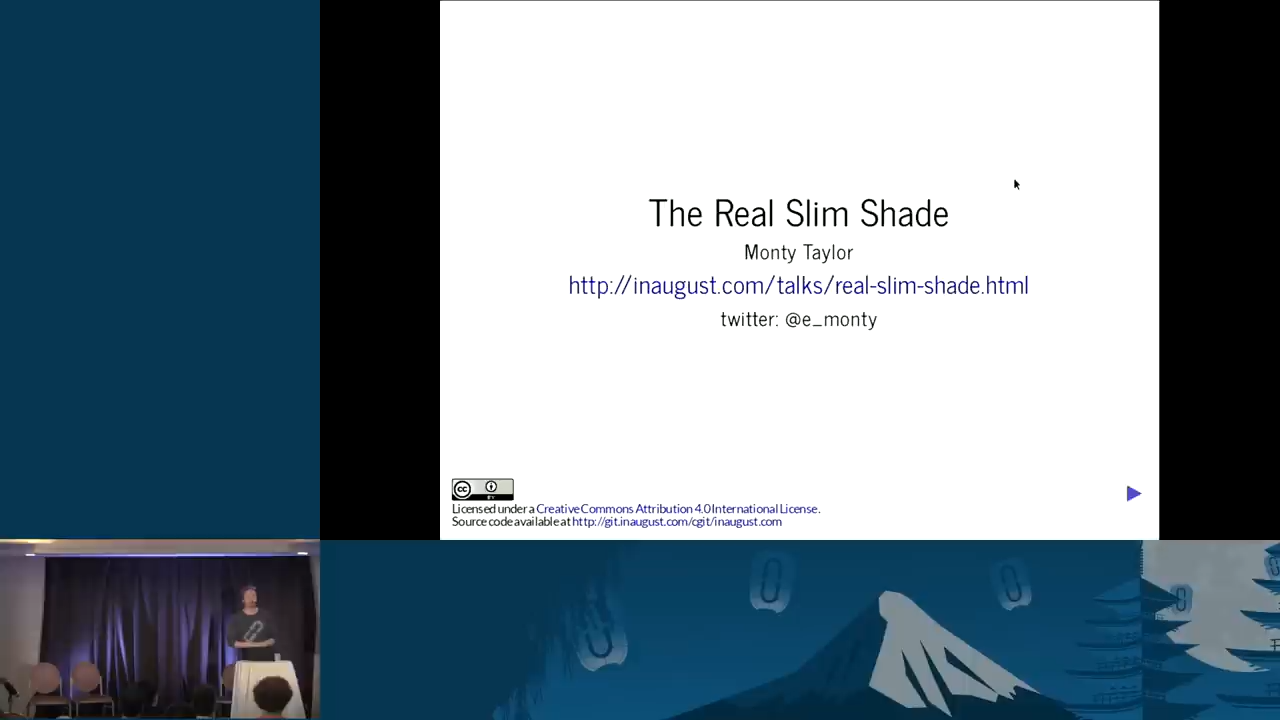 The Real Slim Shade
Monty Taylor
http://inaugust.com/talks/real-slim-shade.html
twitter: @e_monty
Licensed under a Creative Commons Attribution 4.0 International License.
Source code available at http://git.inaugust.com/cgit/inaugust.com